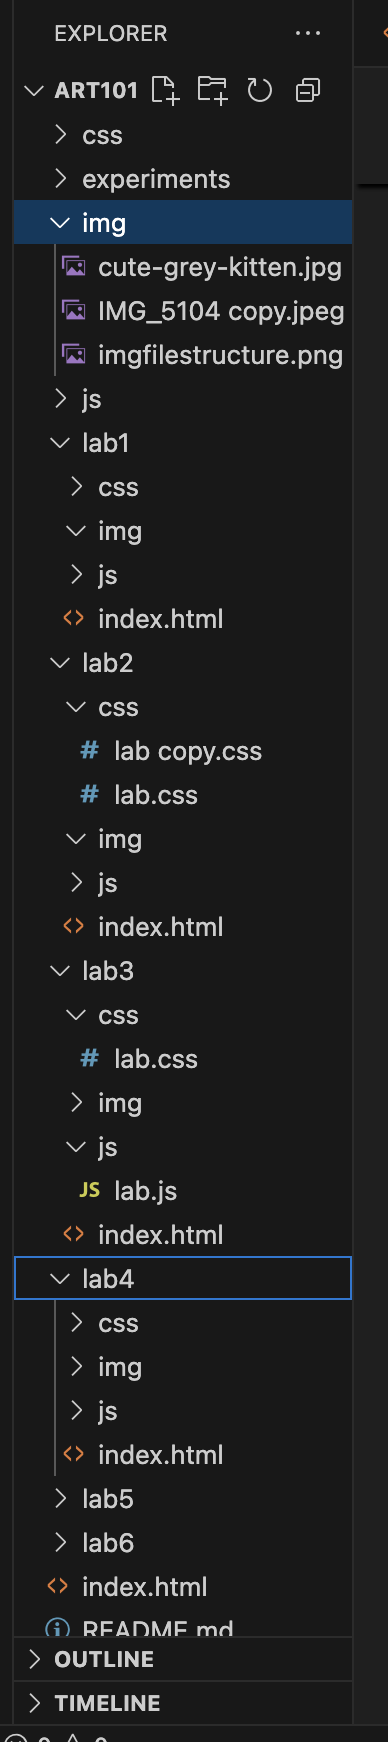 EXPLORER
ART101
css
experiments
img
cute-grey-kitten.jpg
IMG_5104 copy.jpeg
imgfilestructure.png
js
lab1
css
img
js
index.html
lab2
css
# lab copy.css
# lab.css
img
js
index.html
lab3
css
# lab.css
img
js
JS lab.js
index.html
lab4
css
img
js
index.html
lab5
lab6
index.html
README.md
OUTLINE
TIMELINE